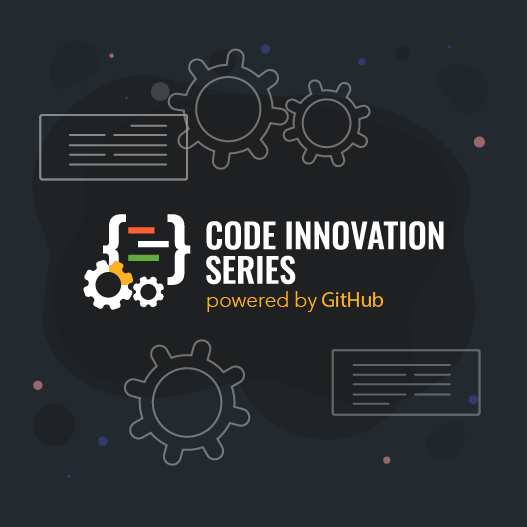 CODE INNOVATION
SERIES
powered by GitHub